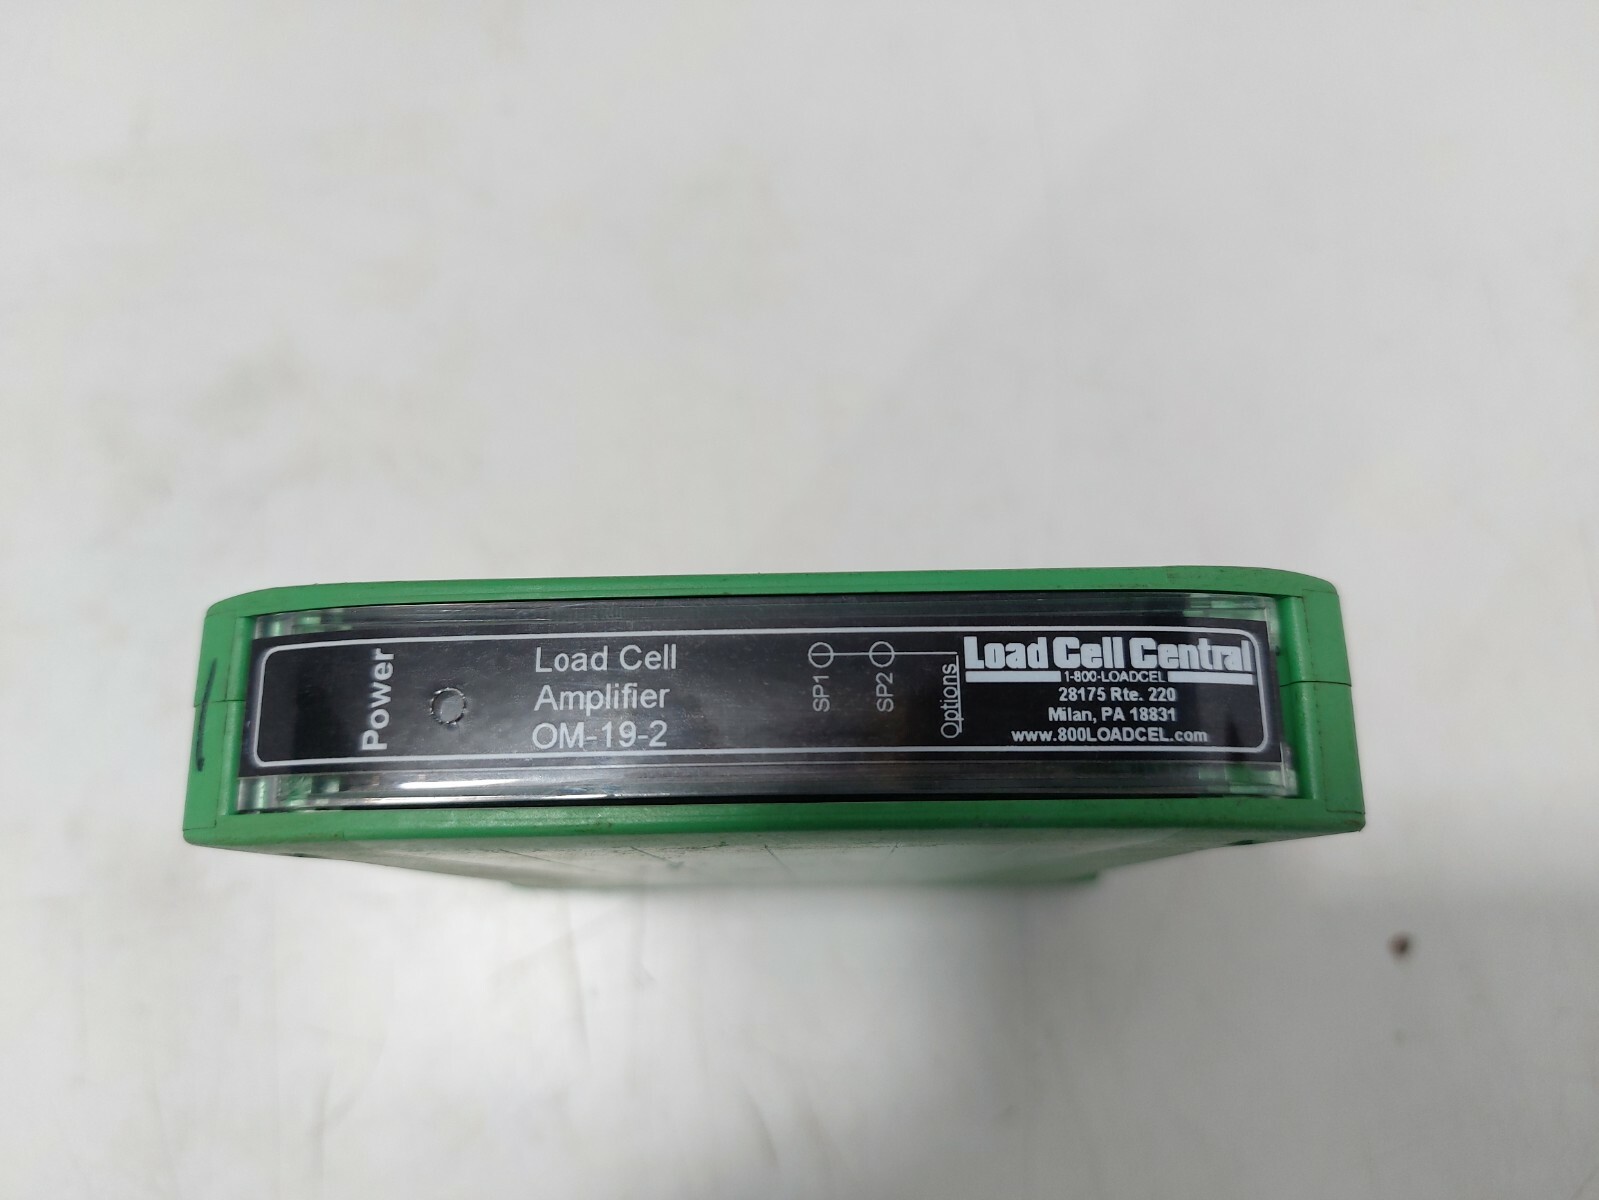 Power
Load Cell
Amplifier
OM-19-2
SP1
SP2
Options
Load Cell Central
1-800-LOADCEL
28175 Rte. 220
Milan, PA 18831
www.800LOADCEL.com